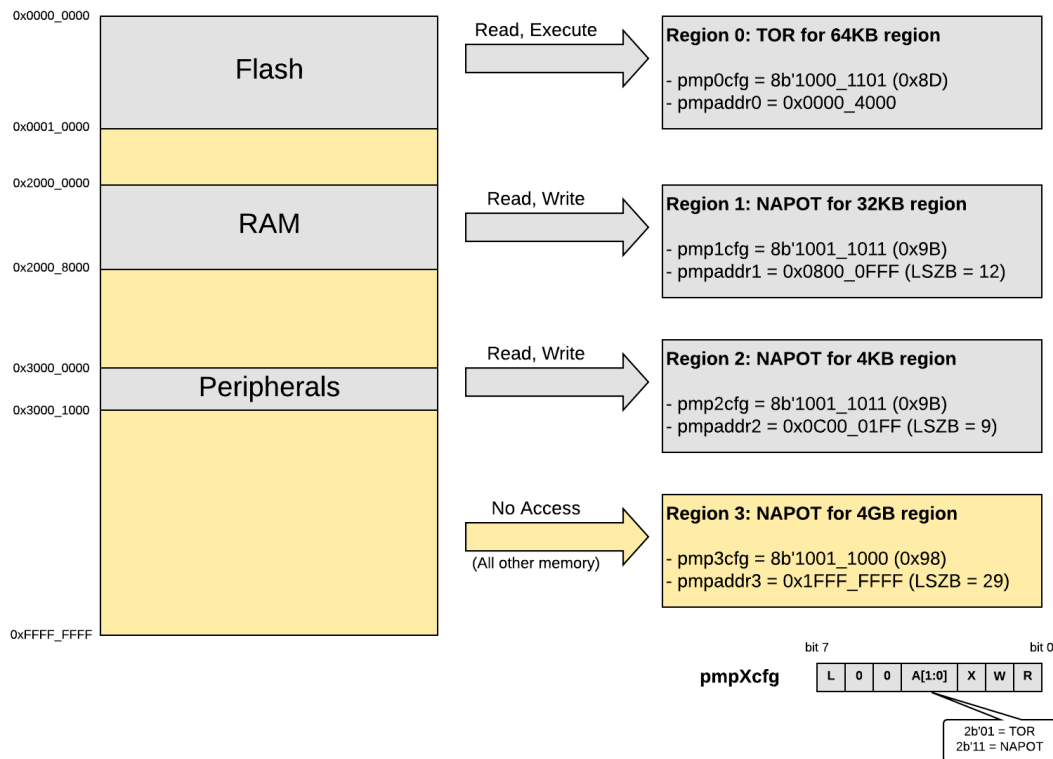 0x0000_0000
Flash
0x0001_0000
0x2000_0000
RAM
0x2000_8000
0x3000_0000
Peripherals
0x3000_1000
0xFFFF_FFFF
Read, Execute
Region 0: TOR for 64KB region
- pmp0cfg = 8b'1000_1101 (0x8D)
- pmpaddr0 = 0x0000_4000
Read, Write
Region 1: NAPOT for 32KB region
- pmp1cfg = 8b'1001_1011 (0x9B)
- pmpaddr1 = 0x0800_0FFF (LSZB = 12)
Read, Write
Region 2: NAPOT for 4KB region
- pmp2cfg = 8b'1001_1011 (0x9B)
- pmpaddr2 = 0x0C00_01FF (LSZB = 9)
No Access
(All other memory)
Region 3: NAPOT for 4GB region
- pmp3cfg = 8b'1001_1000 (0x98)
- pmpaddr3 = 0x1FFF_FFFF (LSZB = 29)
bit 7 bit 0
pmpXcfg L 0 0 A[1:0] X W R
2b'01 = TOR
2b'11 = NAPOT